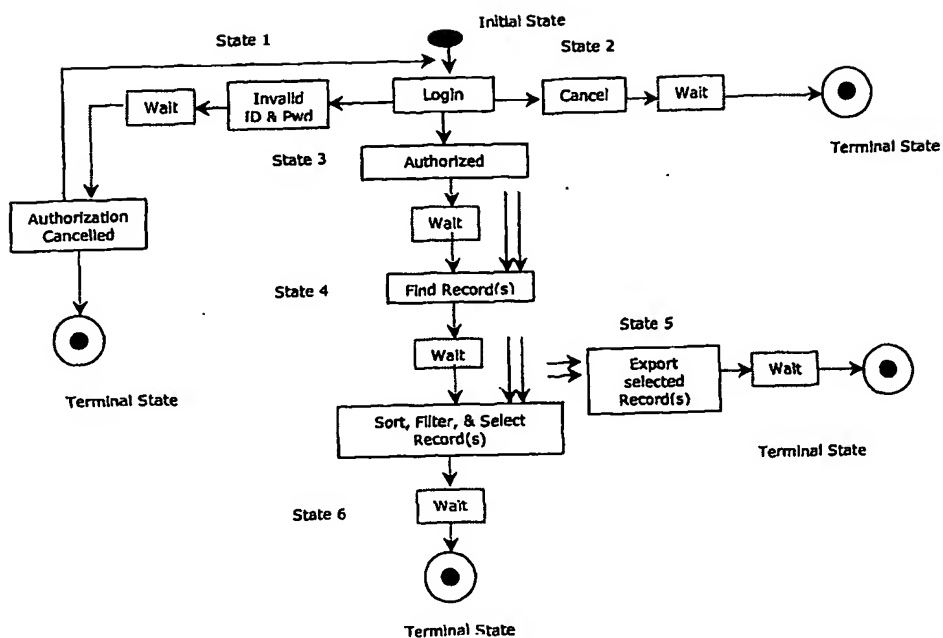 Initial State
State 1
State 2
Login
Cancel
Wait
Invalid
ID & Pwd
Wait
Terminal State
State 3
Authorized
Wait
Authorization
Cancelled
State 4
Find Record(s)
State 5
Wait
Export
selected
Record(s)
Wait
Terminal State
Sort, Filter, & Select
Record(s)
Terminal State
State 6
Wait
Terminal State